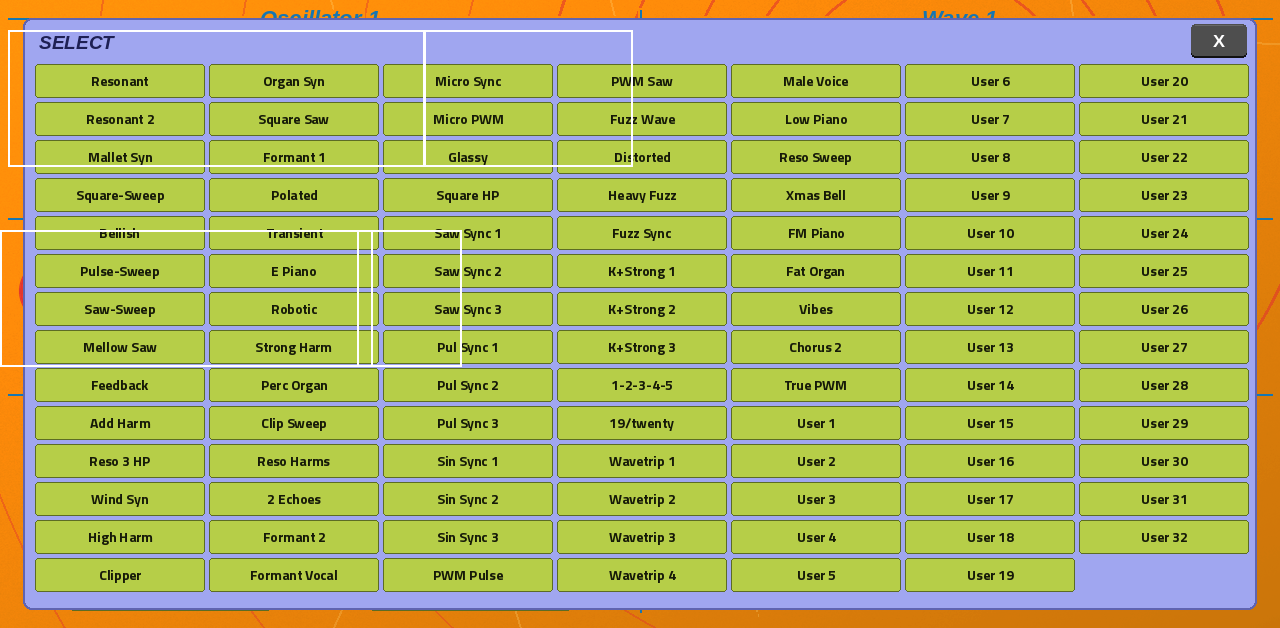 Oscillator 1 Wave 1
SELECT X
Resonant Organ Syn Micro Sync PWM Saw Male Voice User 6 User 20
Resonant 2 Square Saw Micro PWM Fuzz Wave Low Piano User 7 User 21
Mallet Syn Formant 1 Glassy Distorted Reso Sweep User 8 User 22
Square-Sweep Polated Square HP Heavy Fuzz Xmas Bell User 9 User 23
Bellish Transient Saw Sync 1 Fuzz Sync FM Piano User 10 User 24
Pulse-Sweep E Piano Saw Sync 2 K+Strong 1 Fat Organ User 11 User 25
Saw-Sweep Robotic Saw Sync 3 K+Strong 2 Vibes User 12 User 26
Mellow Saw Strong Harm Pul Sync 1 K+Strong 3 Chorus 2 User 13 User 27
Feedback Perc Organ Pul Sync 2 1-2-3-4-5 True PWM User 14 User 28
Add Harm Clip Sweep Pul Sync 3 19/twenty User 1 User 15 User 29
Reso 3 HP Reso Harms Sin Sync 1 Wavetrip 1 User 2 User 16 User 30
Wind Syn 2 Echoes Sin Sync 2 Wavetrip 2 User 3 User 17 User 31
High Harm Formant 2 Sin Sync 3 Wavetrip 3 User 4 User 18 User 32
Clipper Formant Vocal PWM Pulse Wavetrip 4 User 5 User 19